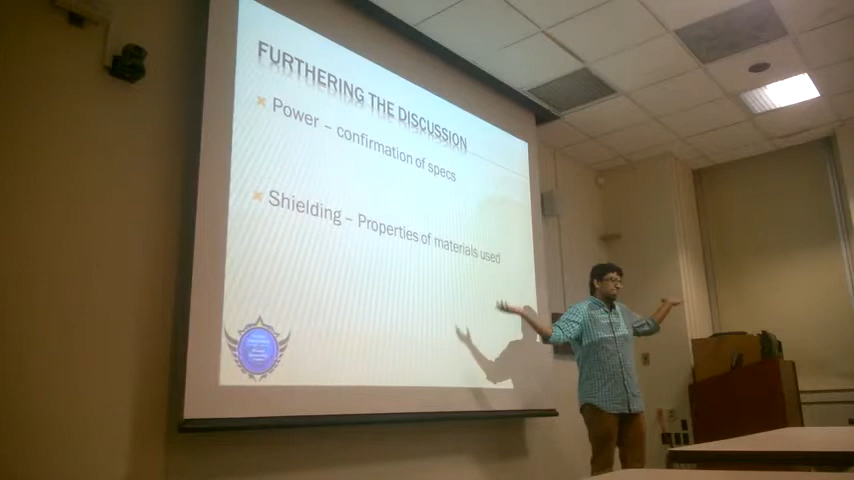 FURTHERING THE DISCUSSION
Power – confirmation of specs
Shielding – Properties of materials used